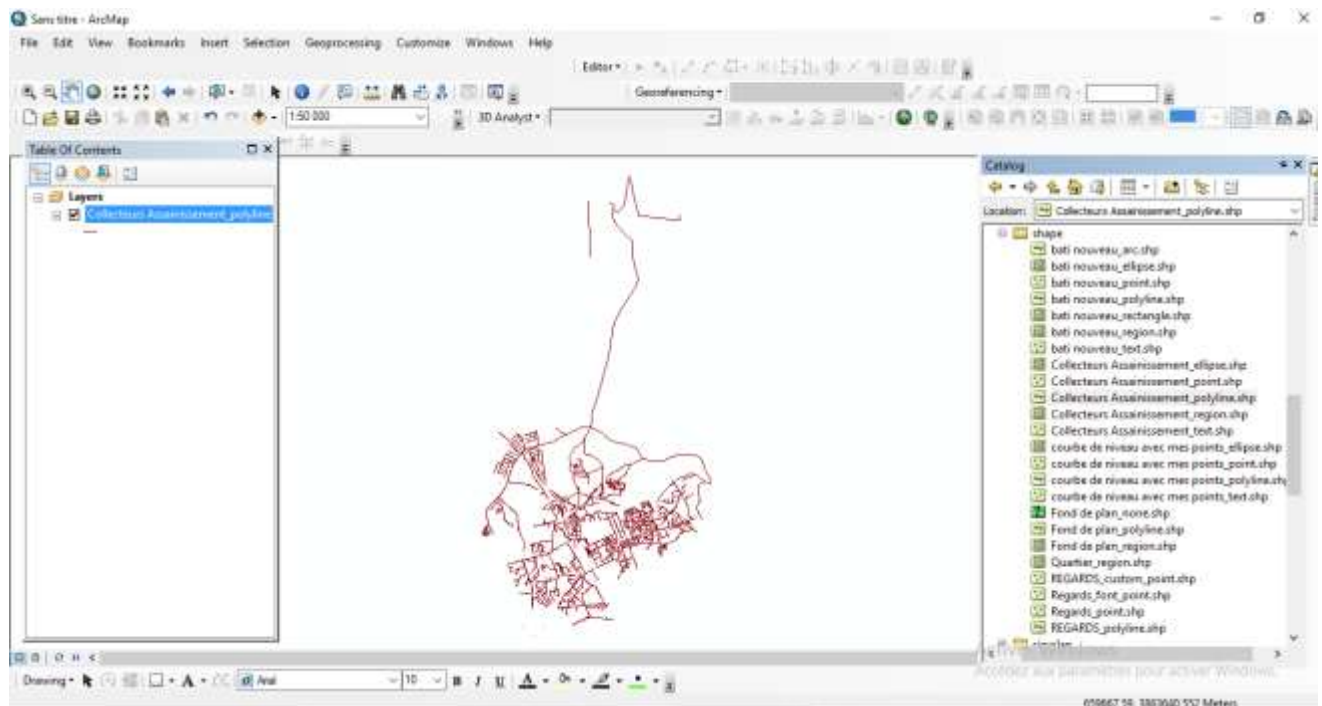 Sans titre - ArcMap
File Edit View Bookmarks Insert Selection Geoprocessing Customize Windows Help
Editor
Georeferencing
1:50 000
3D Analyst
Table Of Contents
Layers
Collecteurs Assainissement_polyline
Catalog
Location: Collecteurs Assainissement_polyline.shp
shape
bati nouveau_arc.shp
bati nouveau_ellipse.shp
bati nouveau_point.shp
bati nouveau_polyline.shp
bati nouveau_rectangle.shp
bati nouveau_region.shp
bati nouveau_text.shp
Collecteurs Assainissement_ellipse.shp
Collecteurs Assainissement_point.shp
Collecteurs Assainissement_polyline.shp
Collecteurs Assainissement_region.shp
Collecteurs Assainissement_text.shp
courbe de niveau avec mes points_ellipse.shp
courbe de niveau avec mes points_point.shp
courbe de niveau avec mes points_polyline.shp
courbe de niveau avec mes points_text.shp
Fond de plan_none.shp
Fond de plan_polyline.shp
Fond de plan_region.shp
Quartier_region.shp
REGARDS_custom_point.shp
Regards_font_point.shp
Regards_point.shp
REGARDS_polyline.shp
Accédez aux paramètres pour activer Windows.
Drawing A Arial 10 B I U A
659667,59 3883640,552 Meters